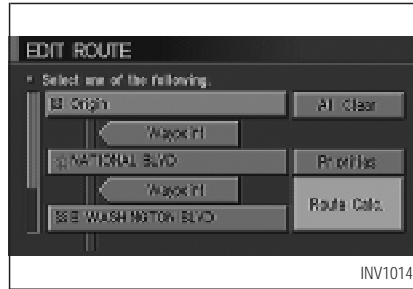 EDIT ROUTE
Select one of the following.
Origin
All Clear
Waypoint
NATIONAL BLVD
Priorities
Waypoint
Route Calc.
WASHINGTON BLVD
INV1014